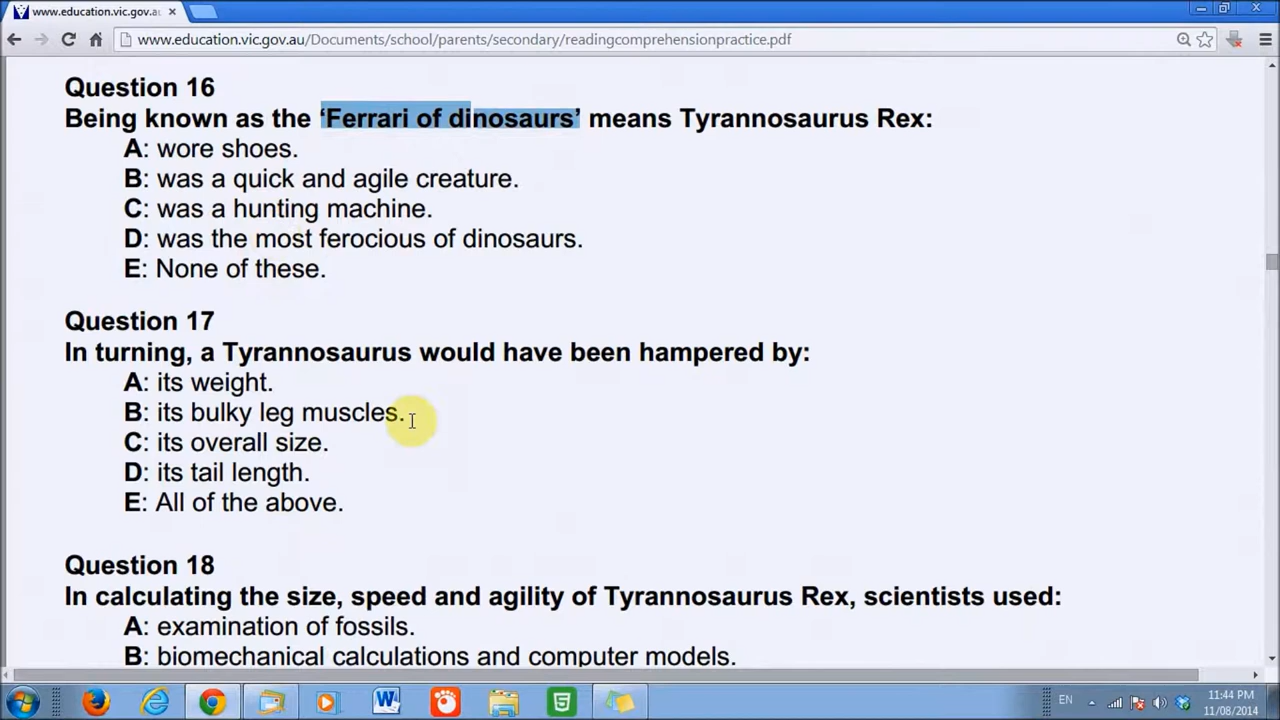 www.education.vic.gov.au
www.education.vic.gov.au/Documents/school/parents/secondary/readingcomprehensionpractice.pdf
Question 16
Being known as the ‘Ferrari of dinosaurs’ means Tyrannosaurus Rex:
A: wore shoes.
B: was a quick and agile creature.
C: was a hunting machine.
D: was the most ferocious of dinosaurs.
E: None of these.
Question 17
In turning, a Tyrannosaurus would have been hampered by:
A: its weight.
B: its bulky leg muscles.
C: its overall size.
D: its tail length.
E: All of the above.
Question 18
In calculating the size, speed and agility of Tyrannosaurus Rex, scientists used:
A: examination of fossils.
B: biomechanical calculations and computer models.
EN
11:44 PM
11/08/2014